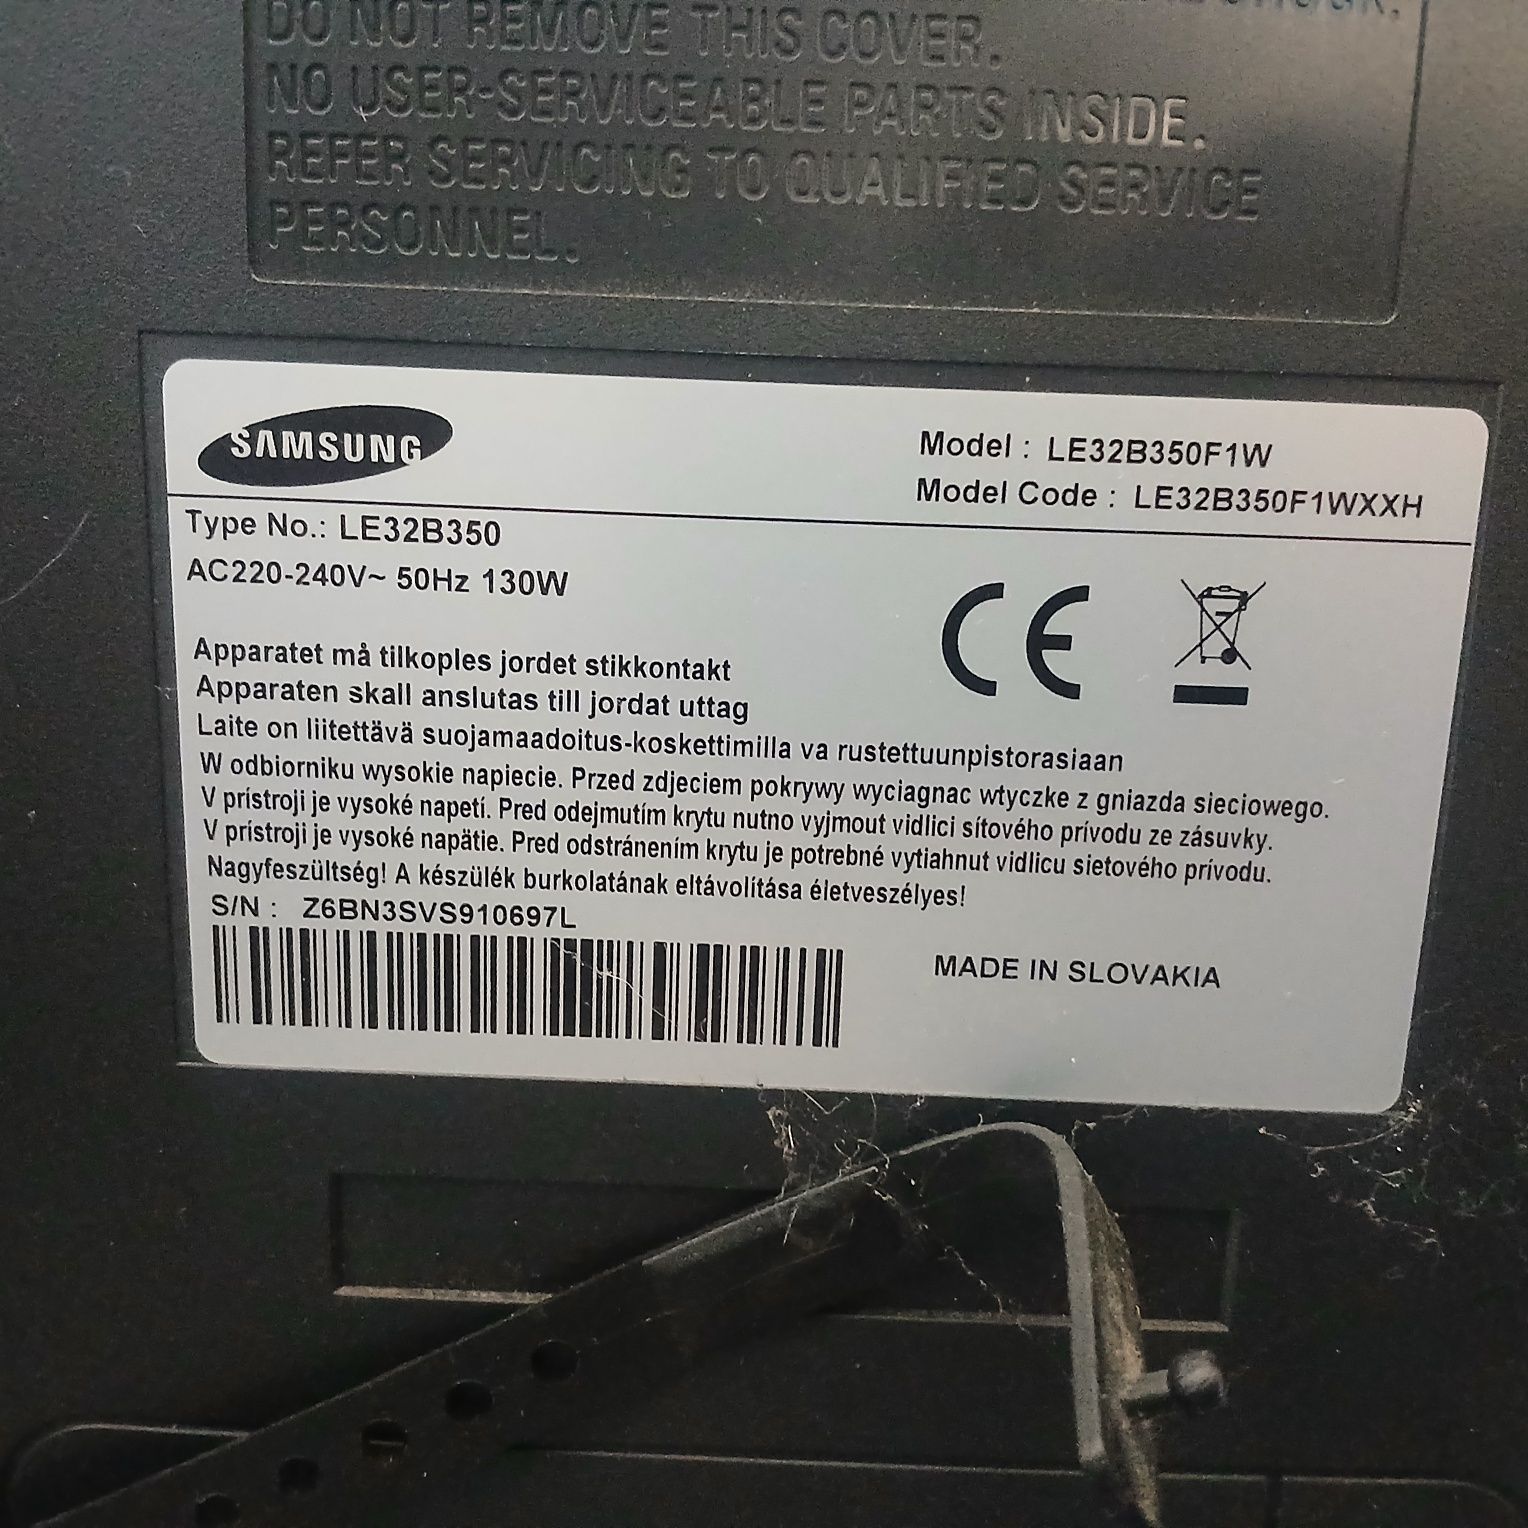 DO NOT REMOVE THIS COVER.
NO USER-SERVICEABLE PARTS INSIDE.
REFER SERVICING TO QUALIFIED SERVICE
PERSONNEL.
SAMSUNG
Model : LE32B350F1W
Model Code : LE32B350F1WXXH
Type No.: LE32B350
AC220-240V~ 50Hz 130W
CE
Apparatet må tilkoples jordet stikkontakt
Apparaten skall anslutas till jordat uttag
Laite on liitettävä suojamaadoitus-koskettimilla va rustettuunpistorasiaan
W odbiorniku wysokie napiecie. Przed zdjeciem pokrywy wyciagnac wtyczke z gniazda sieciowego.
V prístroji je vysoké napetí. Pred odejmutím krytu nutno vyjmout vidlici sítového prívodu ze zásuvky.
V prístroji je vysoké napätie. Pred odstránením krytu je potrebné vytiahnut vidlicu sietového prívodu.
Nagyfeszültség! A készülék burkolatának eltávolítása életveszélyes!
S/N : Z6BN3SVS910697L
MADE IN SLOVAKIA